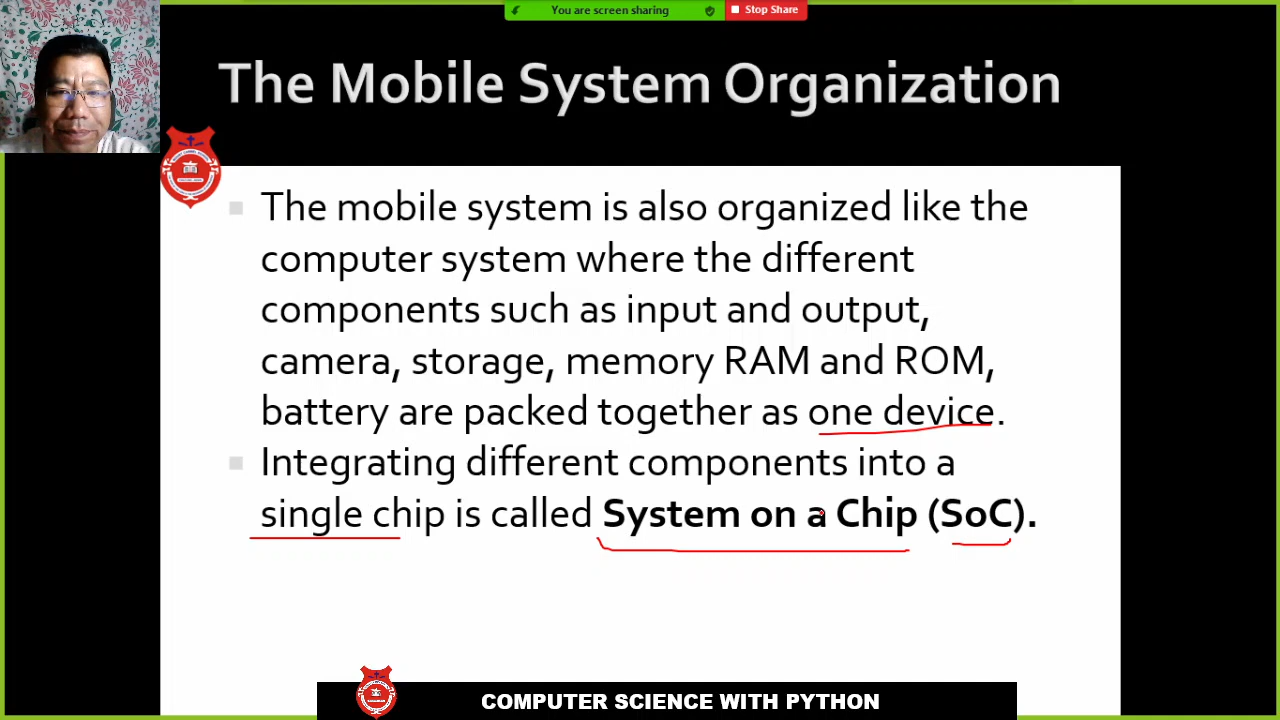 You are screen sharing
Stop Share
The Mobile System Organization
The mobile system is also organized like the
computer system where the different
components such as input and output,
camera, storage, memory RAM and ROM,
battery are packed together as one device.
Integrating different components into a
single chip is called System on a Chip (SoC).
COMPUTER SCIENCE WITH PYTHON